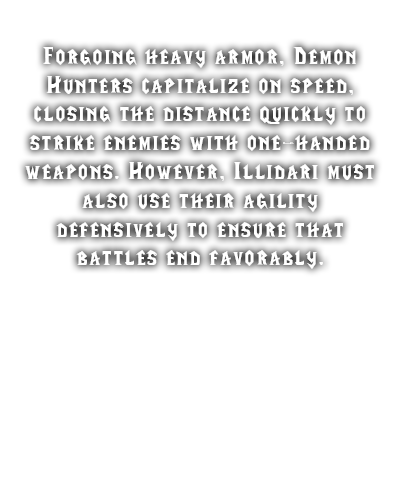 Forgoing heavy armor, Demon
Hunters capitalize on speed,
closing the distance quickly to
strike enemies with one-handed
weapons. However, Illidari must
also use their agility
defensively to ensure that
battles end favorably.